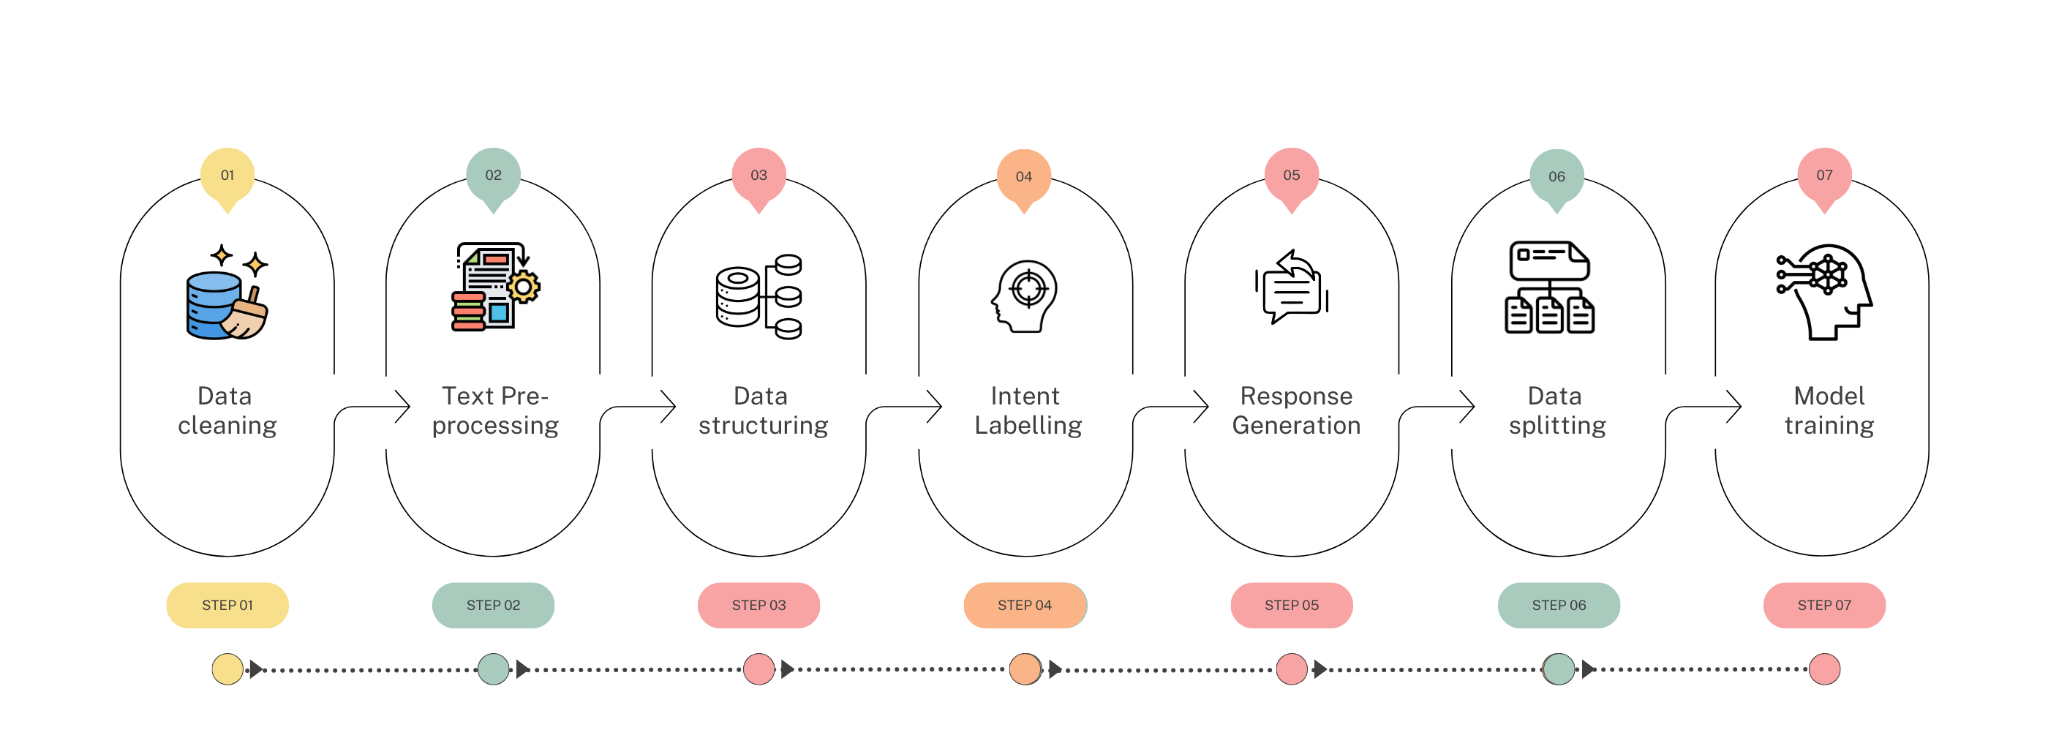 01
02
03
04
05
06
07
Data
cleaning
Text Pre-
processing
Data
structuring
Intent
Labelling
Response
Generation
Data
splitting
Model
training
STEP 01
STEP 02
STEP 03
STEP 04
STEP 05
STEP 06
STEP 07